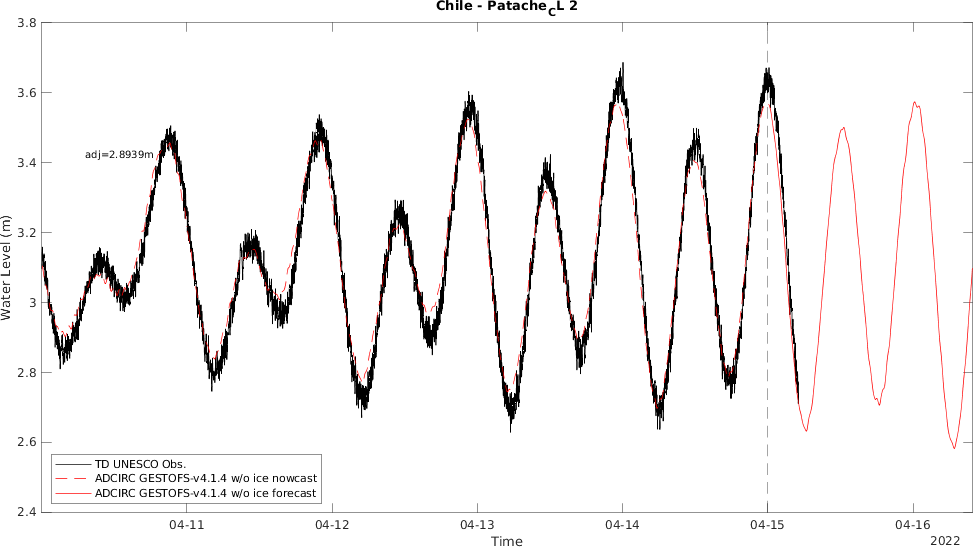 Chile - Patache_CL 2
3.8
3.6
3.4
3.2
3
2.8
2.6
2.4
Water Level (m)
adj=2.8939m
TD UNESCO Obs.
ADCIRC GESTOFS-v4.1.4 w/o ice nowcast
ADCIRC GESTOFS-v4.1.4 w/o ice forecast
04-11 04-12 04-13 04-14 04-15 04-16
Time
2022